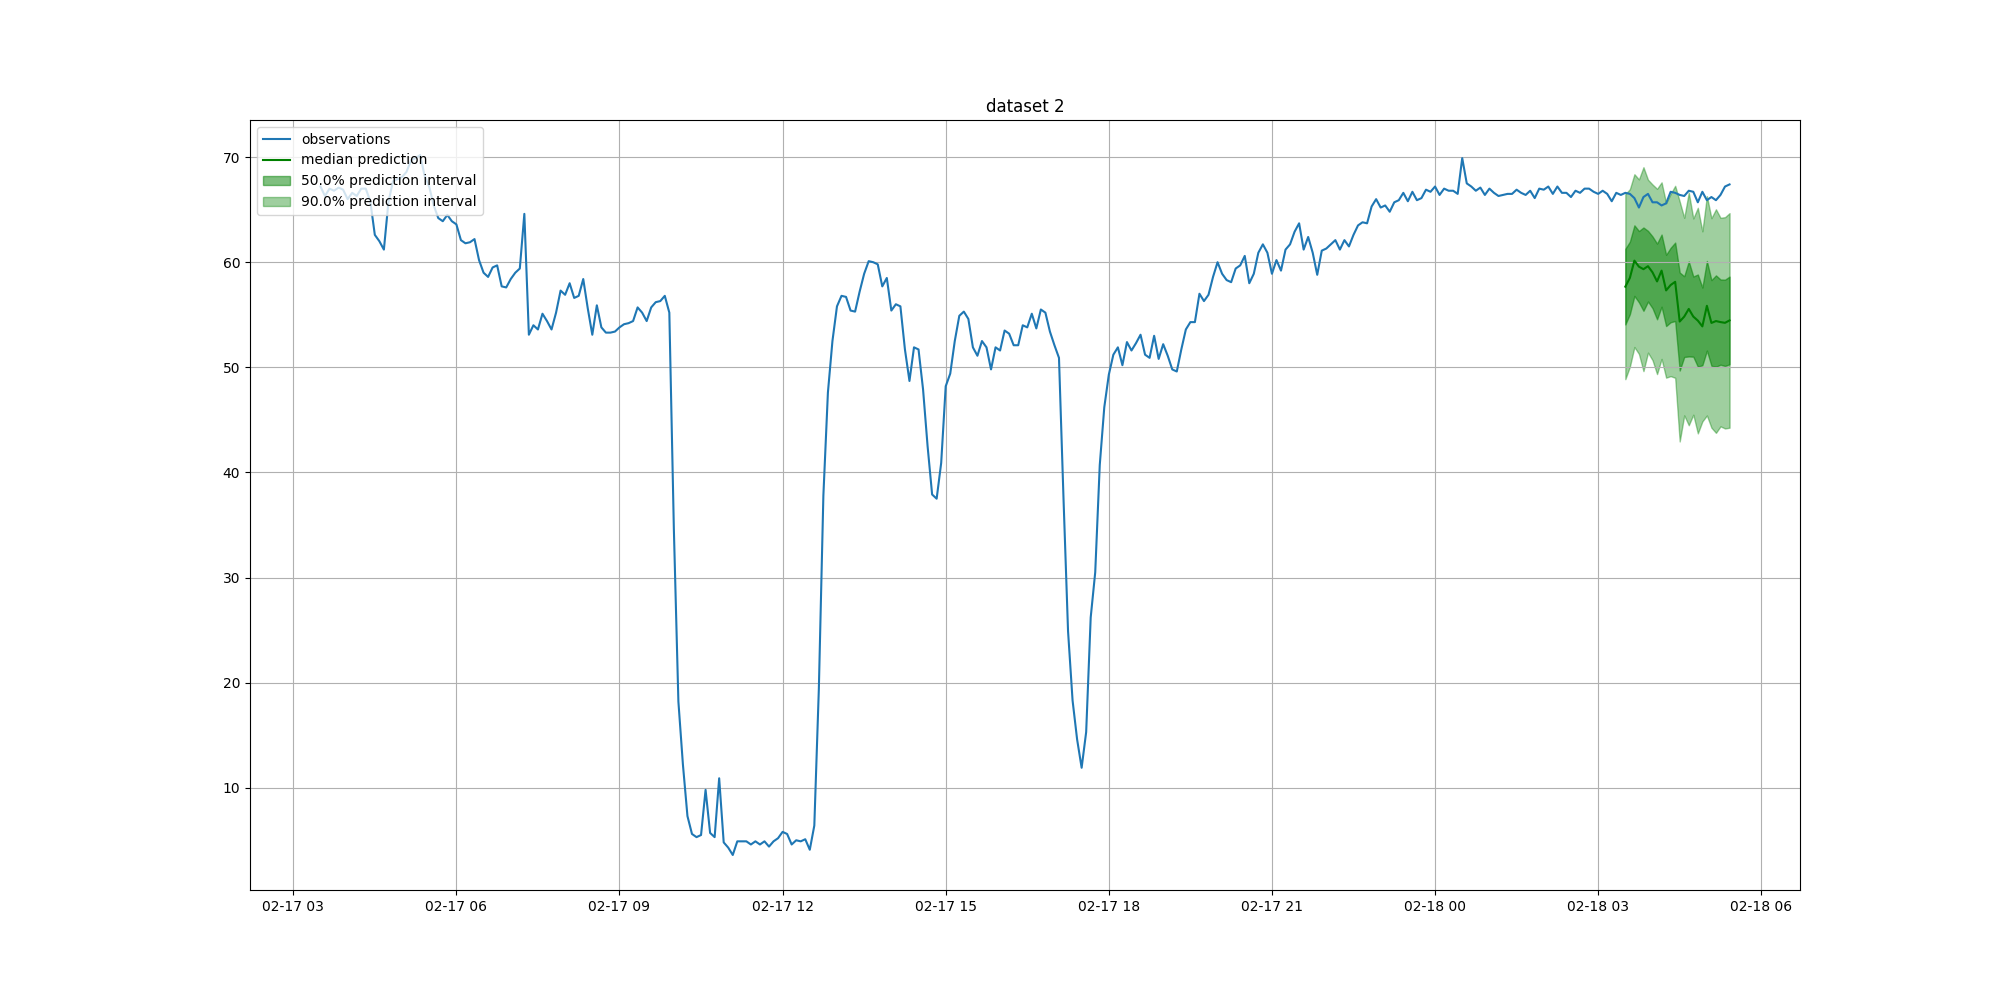 dataset 2
observations
median prediction
50.0% prediction interval
90.0% prediction interval
70
60
50
40
30
20
10
02-17 03 02-17 06 02-17 09 02-17 12 02-17 15 02-17 18 02-17 21 02-18 00 02-18 03 02-18 06